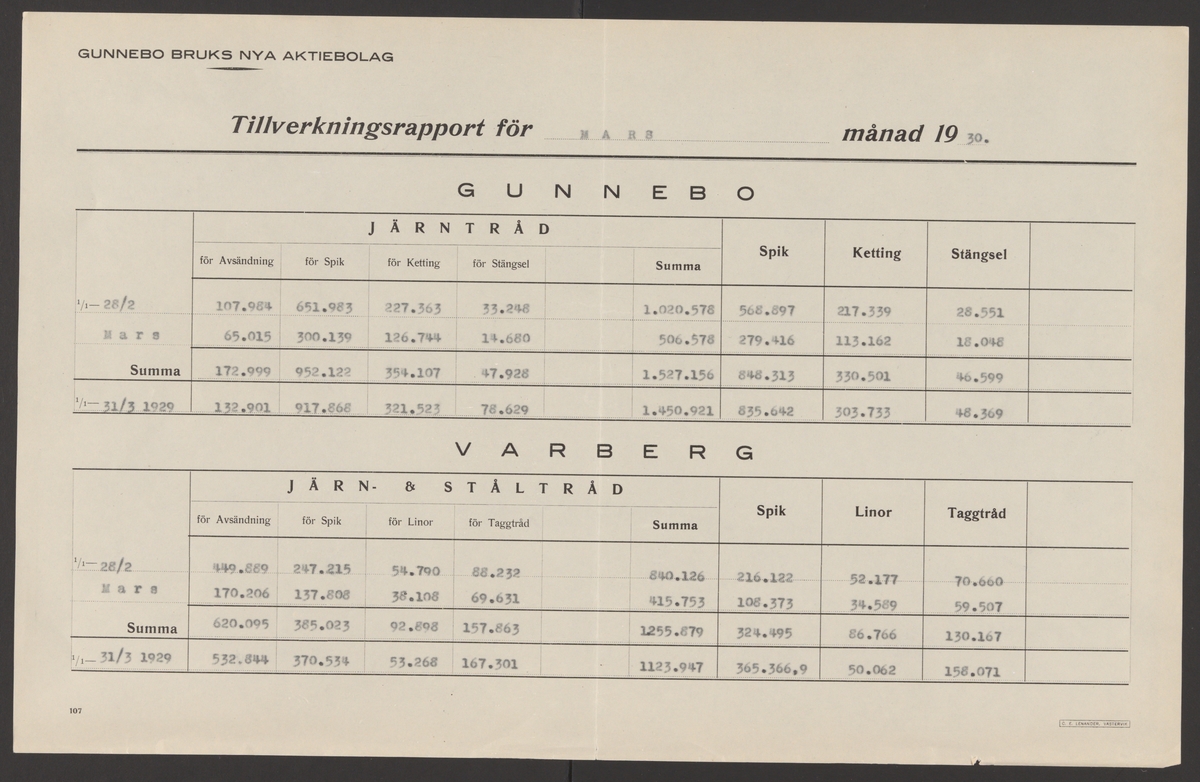 GUNNEBO BRUKS NYA AKTIEBOLAG
Tillverkningsrapport för MARS månad 19 30.
GUNNEBO
JÄRNTRÅD Spik Ketting Stängsel
för Avsändning för Spik för Ketting för Stängsel Summa
1/1— 28/2 107.984 651.983 227.363 33.248 1.020.578 568.897 217.339 28.551
Mars 65.015 300.139 126.744 14.680 506.578 279.416 113.162 18.048
Summa 172.999 952.122 354.107 47.928 1.527.156 848.313 330.501 46.599
1/1— 31/3 1929 132.901 917.868 321.523 78.629 1.450.921 835.642 303.733 48.369
VARBERG
JÄRN- & STÅLTRÅD Spik Linor Taggtråd
för Avsändning för Spik för Linor för Taggtråd Summa
1/1— 28/2 449.889 247.215 54.790 88.232 840.126 216.122 52.177 70.660
Mars 170.206 137.808 38.108 69.631 415.753 108.373 34.589 59.507
Summa 620.095 385.023 92.898 157.863 1255.879 324.495 86.766 130.167
1/1— 31/3 1929 532.844 370.534 53.268 167.301 1123.947 365.366,9 50.062 158.071
107
C. O. EKBLAD